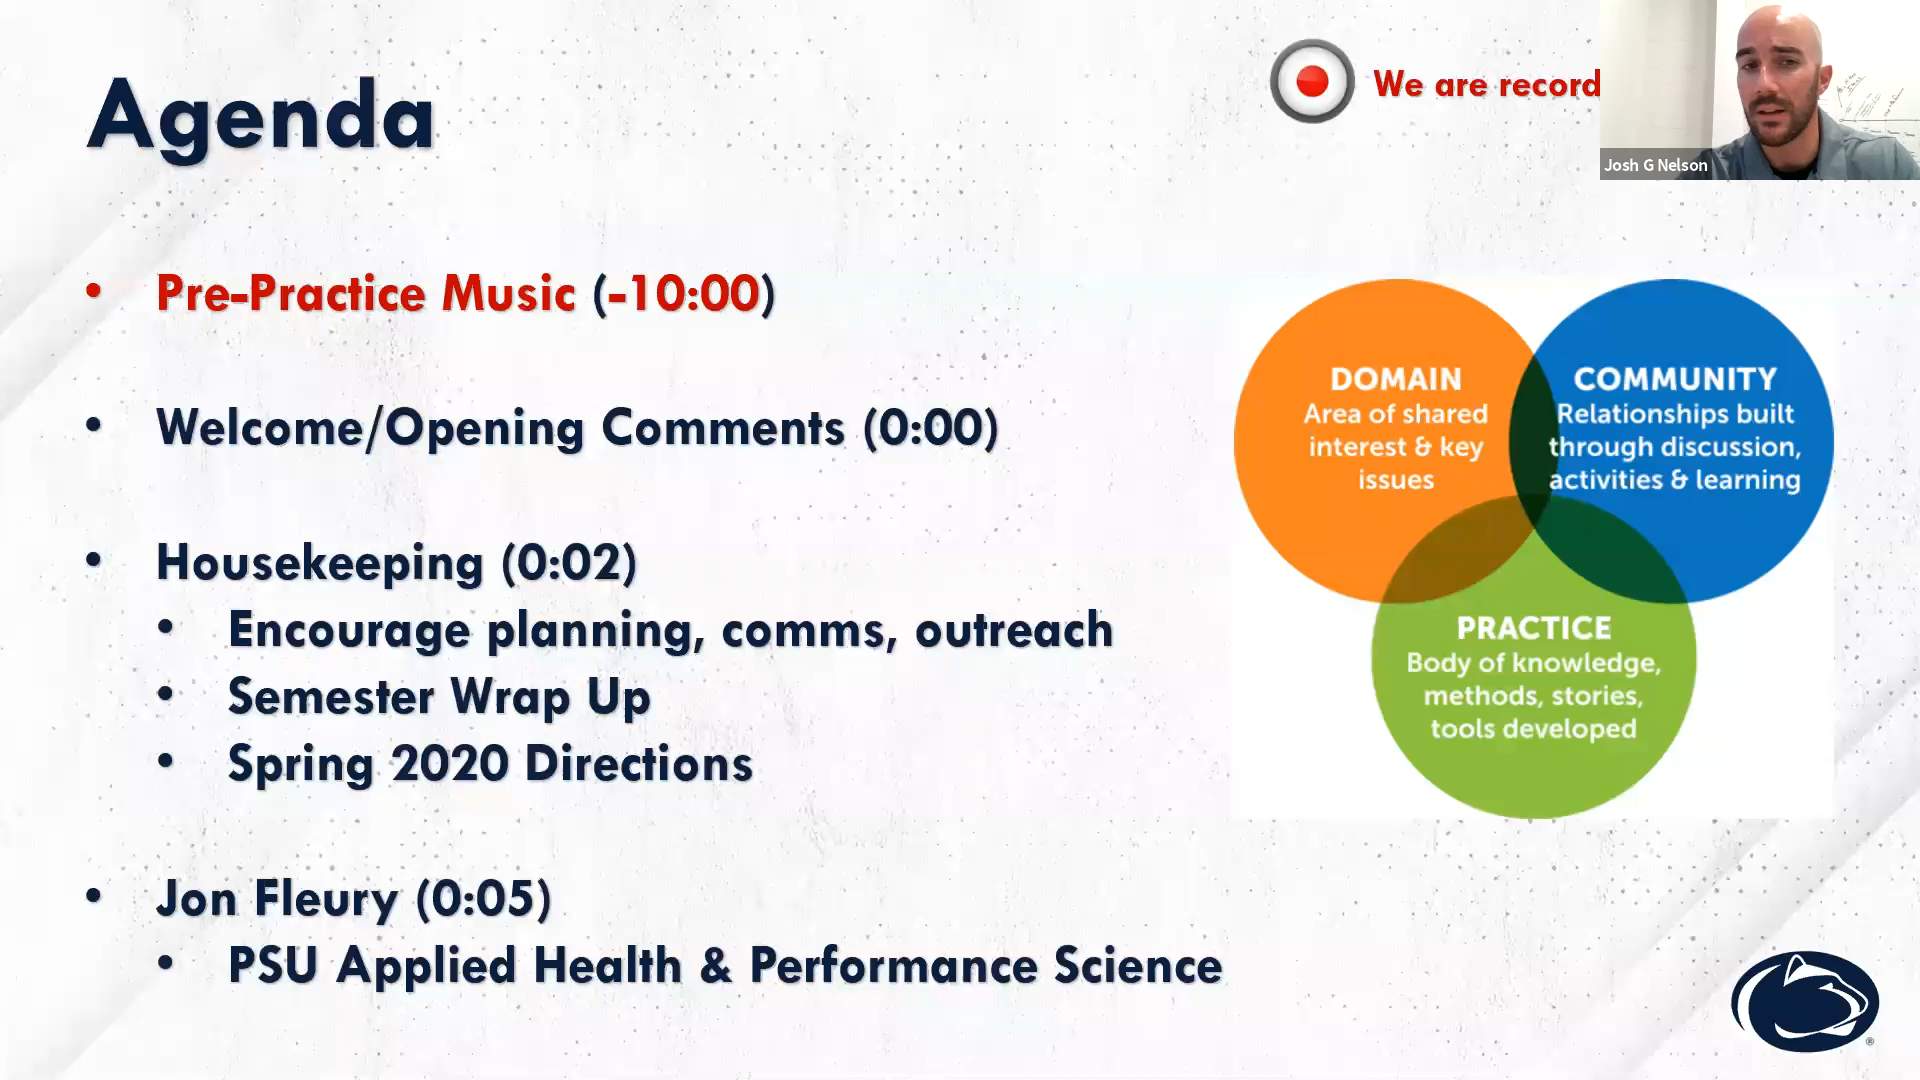 Agenda
We are record
Josh G Nelson
• Pre-Practice Music (-10:00)
• Welcome/Opening Comments (0:00)
• Housekeeping (0:02)
• Encourage planning, comms, outreach
• Semester Wrap Up
• Spring 2020 Directions
• Jon Fleury (0:05)
• PSU Applied Health & Performance Science
DOMAIN
Area of shared
interest & key
issues
COMMUNITY
Relationships built
through discussion,
activities & learning
PRACTICE
Body of knowledge,
methods, stories,
tools developed
®